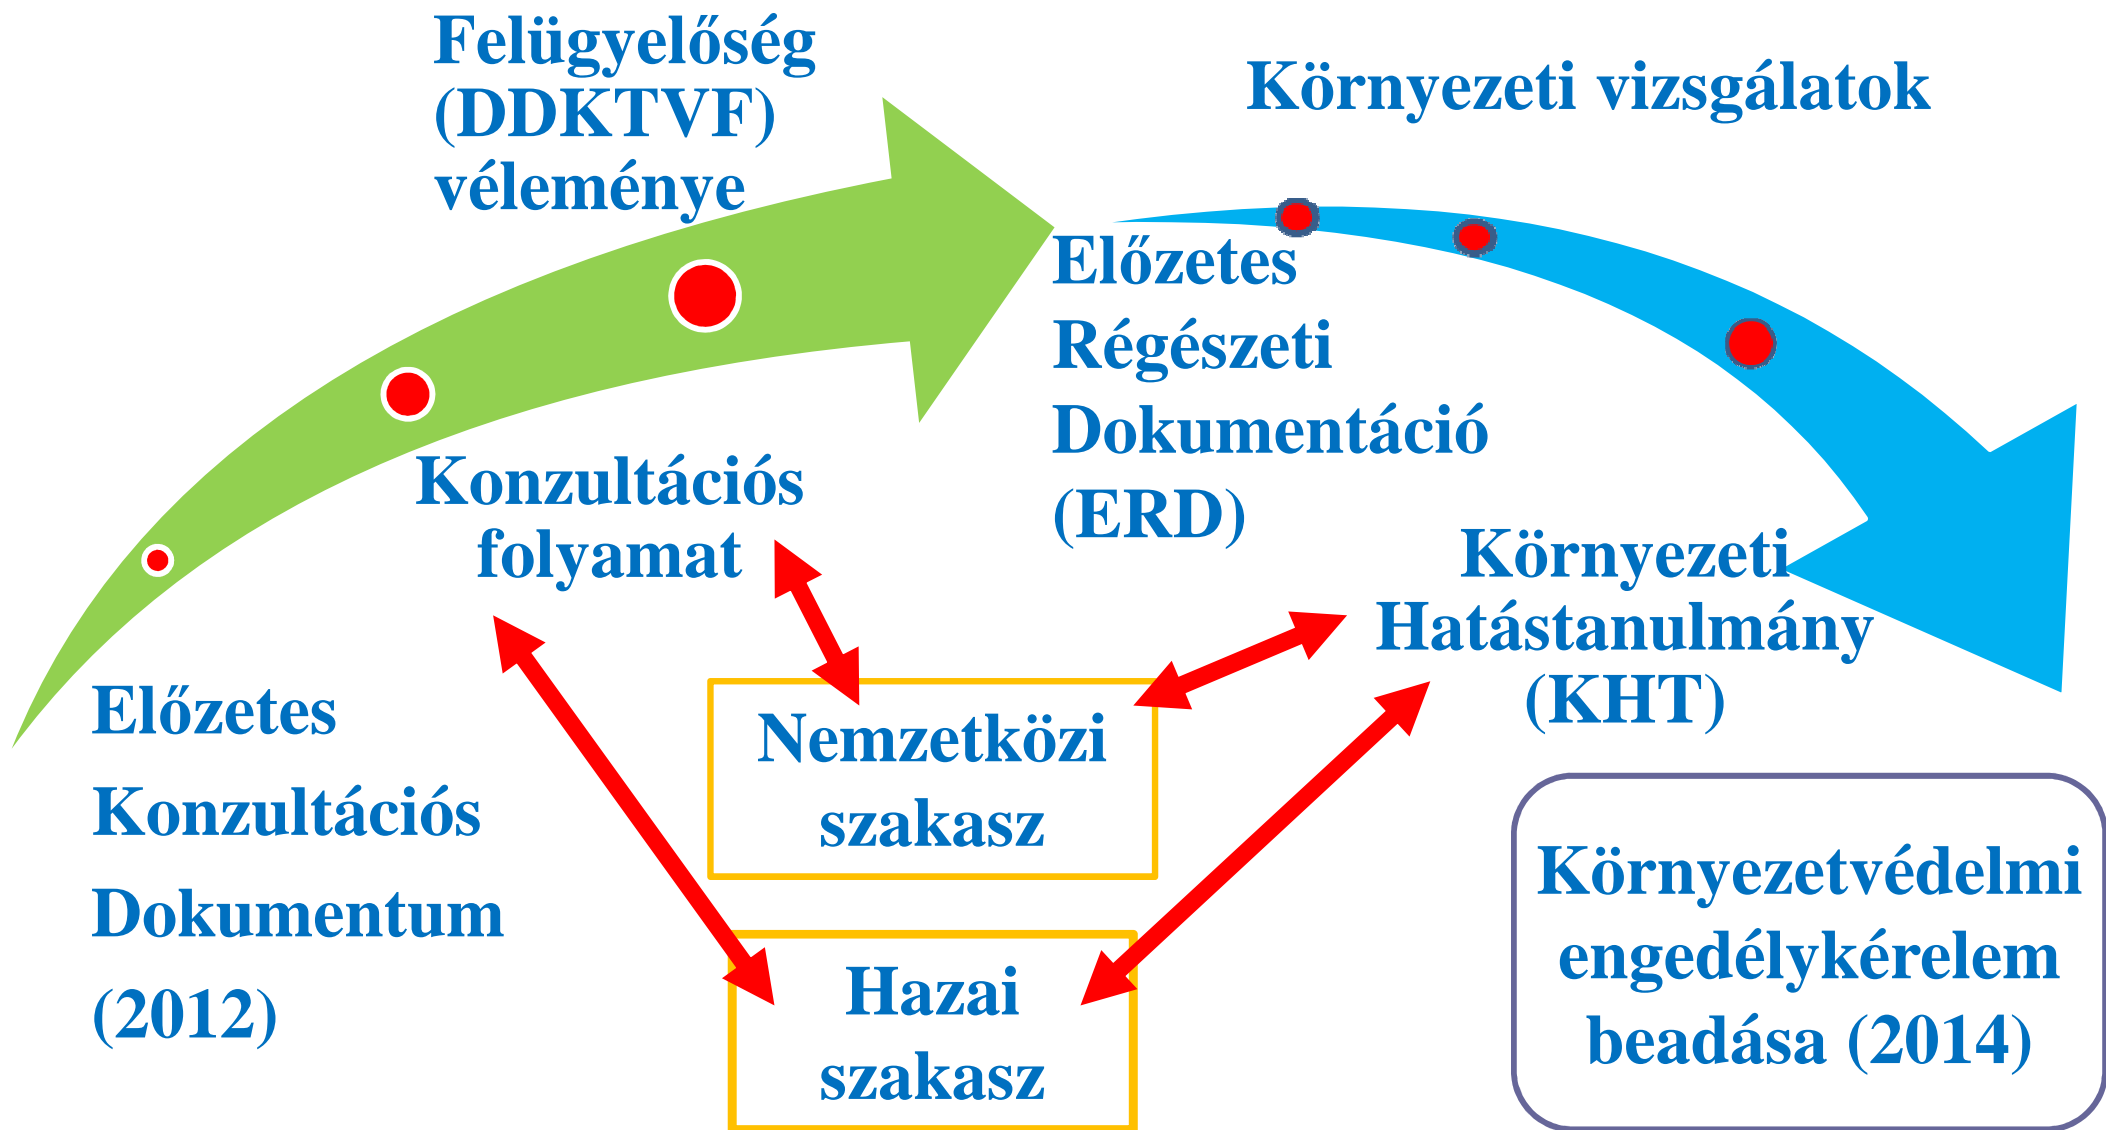 Felügyelőség
(DDKTVF)
véleménye
Környezeti vizsgálatok
Előzetes
Régészeti
Dokumentáció
(ERD)
Konzultációs
folyamat
Környezeti
Hatástanulmány
(KHT)
Előzetes
Konzultációs
Dokumentum
(2012)
Nemzetközi
szakasz
Hazai
szakasz
Környezetvédelmi
engedélykérelem
beadása (2014)